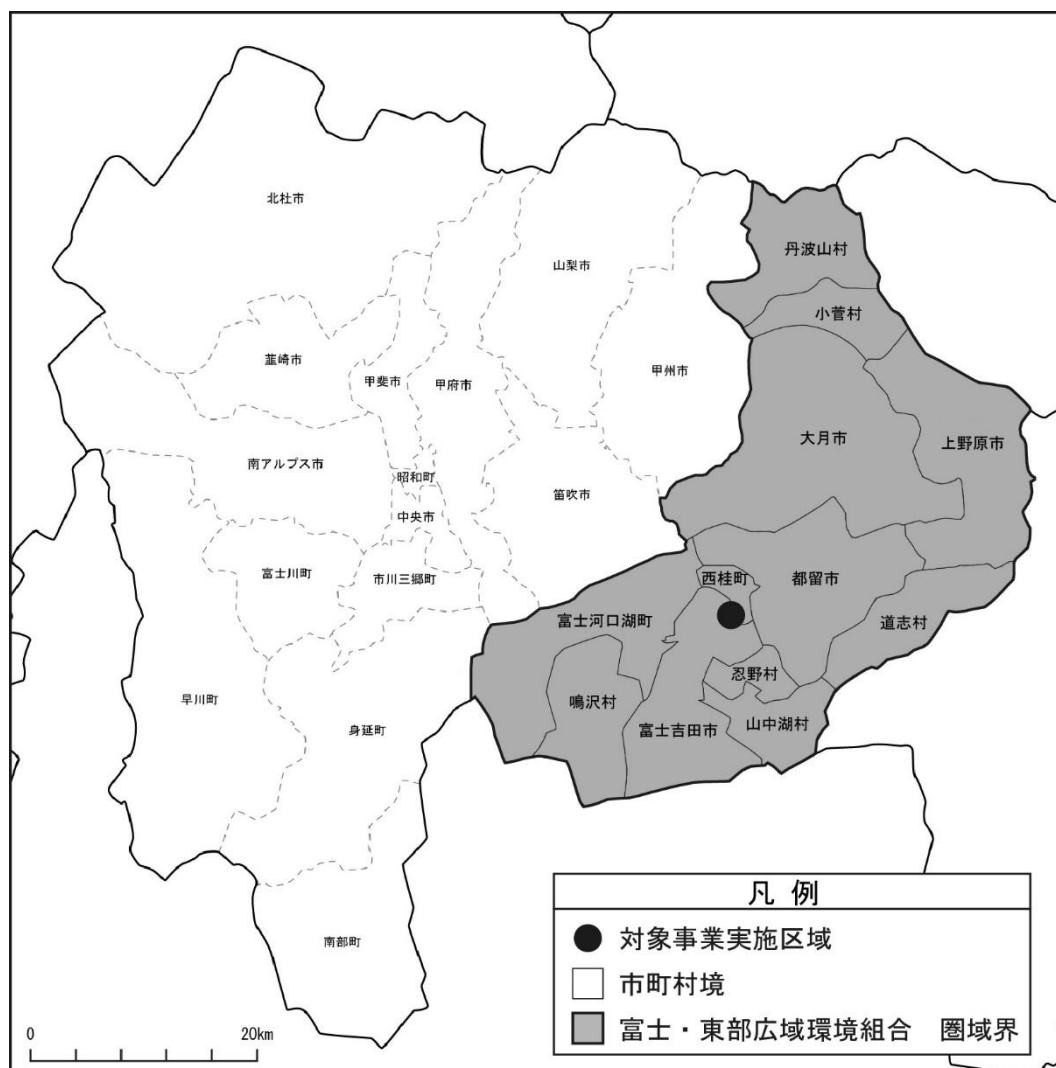 北杜市
丹波山村
山梨市
小菅村
韮崎市
甲斐市
甲府市
甲州市
大月市
上野原市
南アルプス市
昭和町
笛吹市
中央市
富士川町
市川三郷町
西桂町
都留市
富士河口湖町
道志村
忍野村
早川町
鳴沢村
身延町
富士吉田市
山中湖村
南部町
凡 例
対象事業実施区域
市町村境
富士・東部広域環境組合 圏域界
0 20km